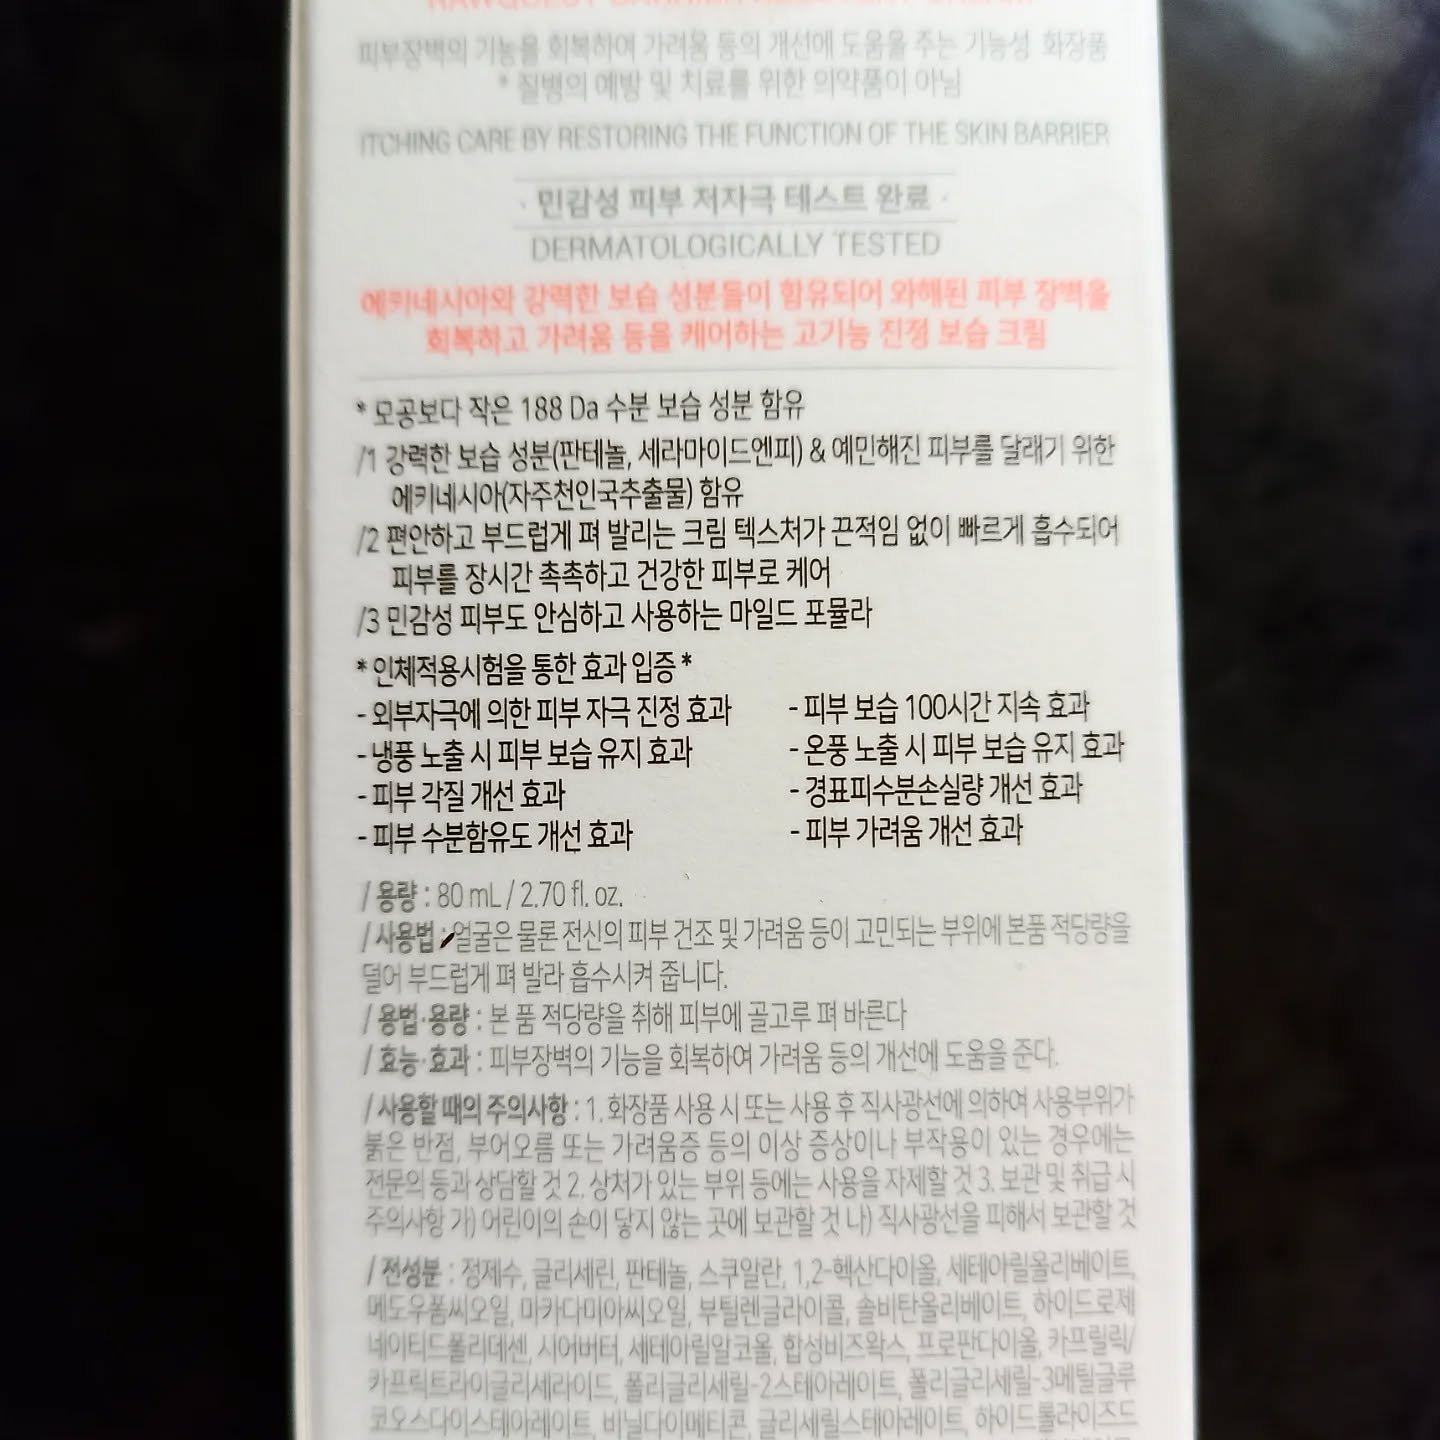 피부장벽의 기능을 회복하여 가려움 등의 개선에 도움을 주는 기능성 화장품
* 질병의 예방 및 치료를 위한 의약품이 아님
ITCHING CARE BY RESTORING THE FUNCTION OF THE SKIN BARRIER
· 민감성 피부 저자극 테스트 완료 ·
DERMATOLOGICALLY TESTED
에키네시아와 강력한 보습 성분들이 함유되어 와해된 피부 장벽을
회복하고 가려움 등을 케어하는 고기능 진정 보습 크림
* 모공보다 작은 188 Da 수분 보습 성분 함유
/1 강력한 보습 성분(판테놀, 세라마이드엔피) & 예민해진 피부를 달래기 위한
에키네시아(자주천인국추출물) 함유
/2 편안하고 부드럽게 펴 발리는 크림 텍스처가 끈적임 없이 빠르게 흡수되어
피부를 장시간 촉촉하고 건강한 피부로 케어
/3 민감성 피부도 안심하고 사용하는 마일드 포뮬라
* 인체적용시험을 통한 효과 입증 *
- 외부자극에 의한 피부 자극 진정 효과 - 피부 보습 100시간 지속 효과
- 냉풍 노출 시 피부 보습 유지 효과 - 온풍 노출 시 피부 보습 유지 효과
- 피부 각질 개선 효과 - 경표피수분손실량 개선 효과
- 피부 수분함유도 개선 효과 - 피부 가려움 개선 효과
/ 용량 : 80 mL / 2.70 fl. oz.
/ 사용법 : 얼굴은 물론 전신의 피부 건조 및 가려움 등이 고민되는 부위에 본품 적당량을
덜어 부드럽게 펴 발라 흡수시켜 줍니다.
/ 용법·용량 : 본 품 적당량을 취해 피부에 골고루 펴 바른다
/ 효능·효과 : 피부장벽의 기능을 회복하여 가려움 등의 개선에 도움을 준다.
/ 사용할 때의 주의사항 : 1. 화장품 사용 시 또는 사용 후 직사광선에 의하여 사용부위가
붉은 반점, 부어오름 또는 가려움증 등의 이상 증상이나 부작용이 있는 경우에는
전문의 등과 상담할 것 2. 상처가 있는 부위 등에는 사용을 자제할 것 3. 보관 및 취급 시
주의사항 가) 어린이의 손이 닿지 않는 곳에 보관할 것 나) 직사광선을 피해서 보관할 것
/ 전성분 : 정제수, 글리세린, 판테놀, 스쿠알란, 1,2-헥산다이올, 세테아릴올리베이트,
메도우폼씨오일, 마카다미아씨오일, 부틸렌글라이콜, 솔비탄올리베이트, 하이드로제
네이티드폴리데센, 시어버터, 세테아릴알코올, 합성비즈왁스, 프로판다이올, 카프릴릭/
카프릭트라이글리세라이드, 폴리글리세릴-2스테아레이트, 폴리글리세릴-3메틸글루
코오스다이스테아레이트, 비닐다이메티콘, 글리세릴스테아레이트, 하이드롤라이즈드